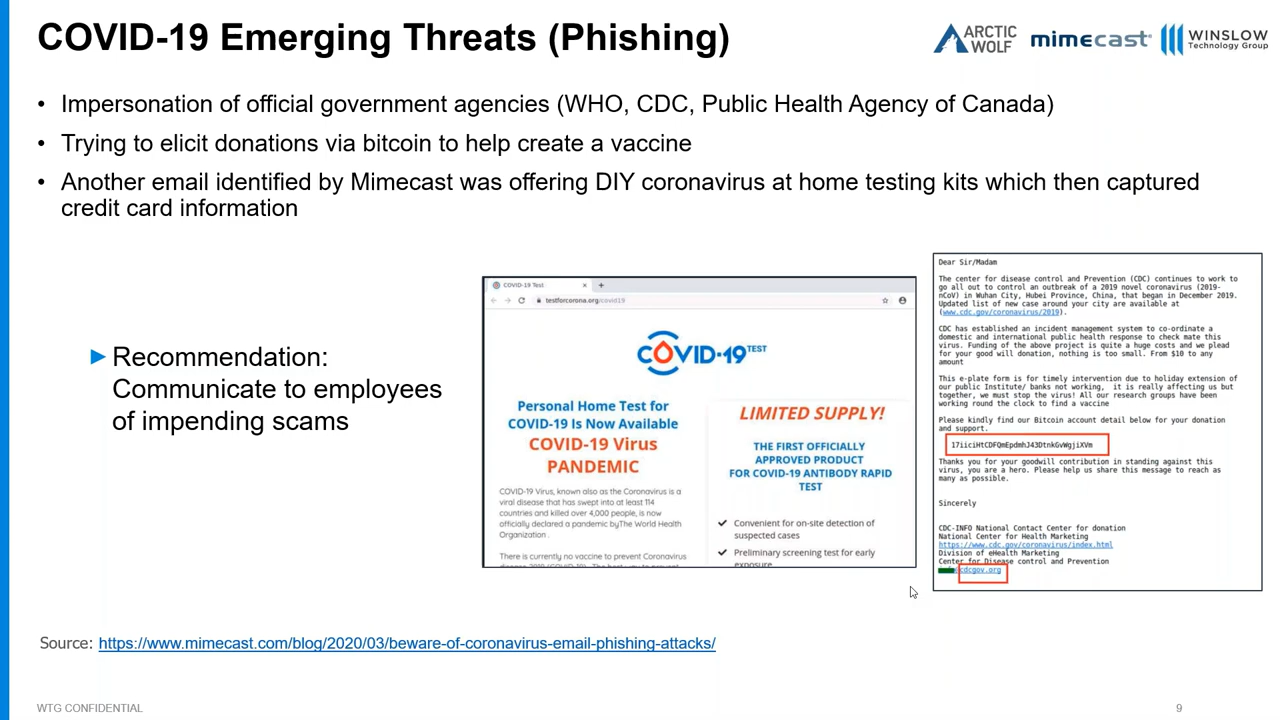 COVID-19 Emerging Threats (Phishing)
ARCTIC
WOLF
mimecast
WINSLOW
Technology Group
• Impersonation of official government agencies (WHO, CDC, Public Health Agency of Canada)
• Trying to elicit donations via bitcoin to help create a vaccine
• Another email identified by Mimecast was offering DIY coronavirus at home testing kits which then captured
credit card information
Recommendation:
Communicate to employees
of impending scams
COVID-19 Test
testforcorona.org/covid19
COVID-19 TEST
Personal Home Test for
COVID-19 Is Now Available
COVID-19 Virus
PANDEMIC
COVID-19 Virus, known also as the Coronavirus is a
viral disease that has swept into at least 114
countries and killed over 4,000 people, is now
officially declared a pandemic byThe World Health
Organization .
There is currently no vaccine to prevent Coronavirus
LIMITED SUPPLY!
THE FIRST OFFICIALLY
APPROVED PRODUCT
FOR COVID-19 ANTIBODY RAPID
TEST
Convenient for on-site detection of
suspected cases
Preliminary screening test for early
exposure
Dear Sir/Madam
The center for disease control and Prevention (CDC) continues to work to
go all out to control an outbreak of a 2019 novel coronavirus (2019-
nCoV) in Wuhan City, Hubei Province, China, that began in December 2019.
Updated list of new case around your city are available at
(www.cdc.gov/coronavirus/2019).
CDC has established an incident management system to co-ordinate a
domestic and international public health response to check mate this
virus. Funding of the above project is quite a huge costs and we plead
for your good will donation, nothing is too small. From $10 to any
amount
This e-plate form is for timely intervention due to holiday extension of
our public Institute/ banks not working, it is really affecting us but
together, we must stop the virus! All our research groups have been
working round the clock to find a vaccine
Please kindly find our Bitcoin account detail below for your donation
and support.
17iiciHtCDFQmEpdmhJ43DtnkGvWgjiXVm
Thanks you for your goodwill contribution in standing against this
virus, you are a hero. Please help us share this message to reach as
many as possible.
Sincerely
CDC-INFO National Contact Center for donation
National Center for Health Marketing
https://www.cdc.gov/coronavirus/index.html
Division of eHealth Marketing
Center for Disease control and Prevention
cdcgov.org
Source: https://www.mimecast.com/blog/2020/03/beware-of-coronavirus-email-phishing-attacks/
WTG CONFIDENTIAL
9